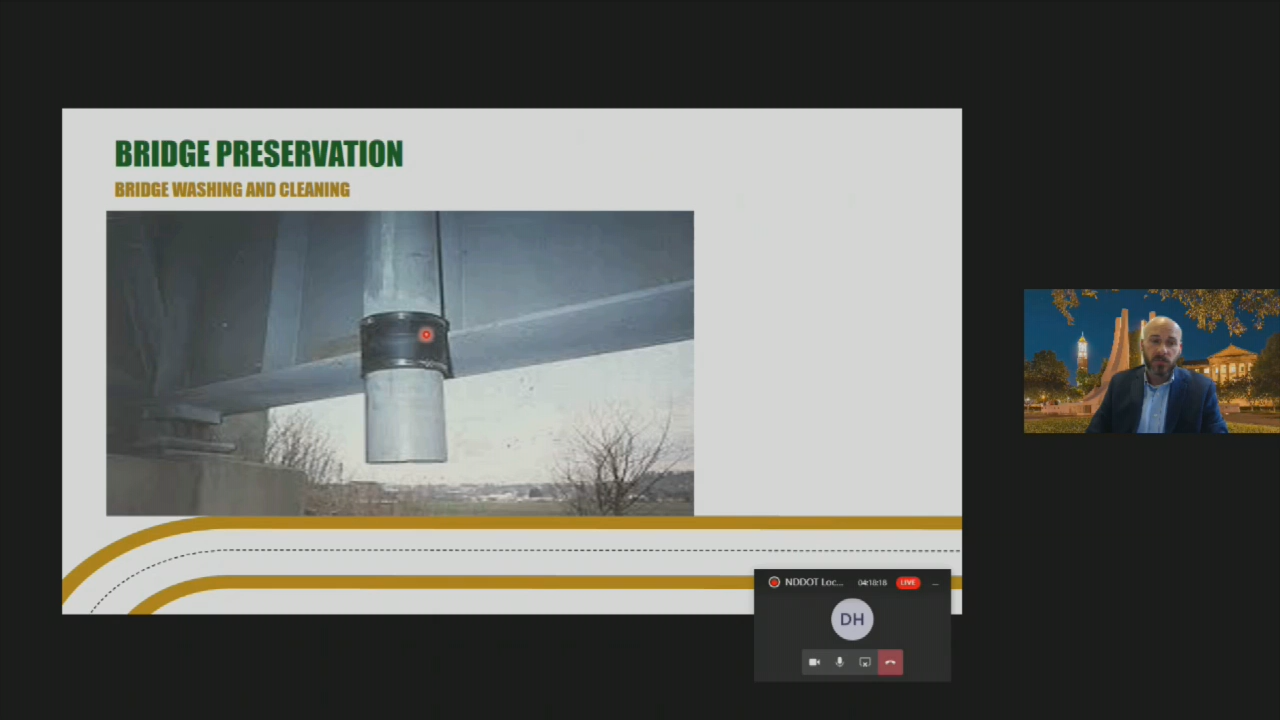 BRIDGE PRESERVATION
BRIDGE WASHING AND CLEANING
NDDOT Loc... 04:18:18 LIVE
DH